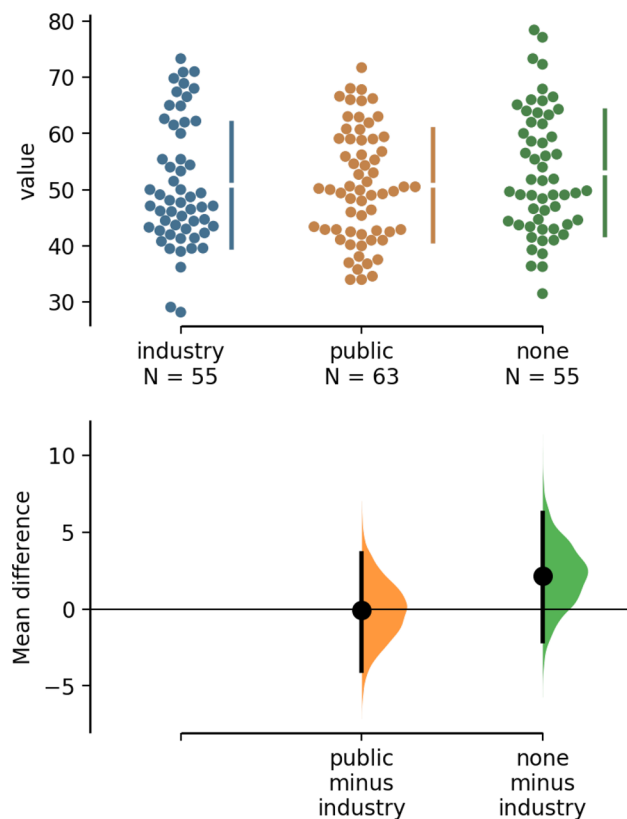 80
70
60
50
40
30
value
industry
N = 55
public
N = 63
none
N = 55
10
5
0
−5
Mean difference
public
minus
industry
none
minus
industry